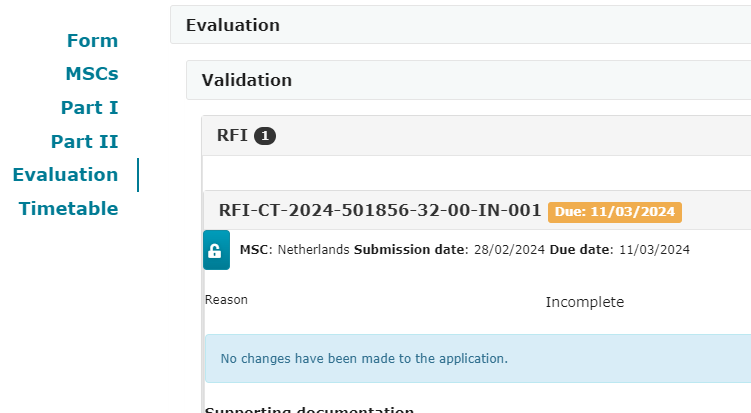 Form
MSCs
Part I
Part II
Evaluation
Timetable
Evaluation
Validation
RFI 1
RFI-CT-2024-501856-32-00-IN-001 Due: 11/03/2024
MSC: Netherlands Submission date: 28/02/2024 Due date: 11/03/2024
Reason Incomplete
No changes have been made to the application.
Supporting documentation